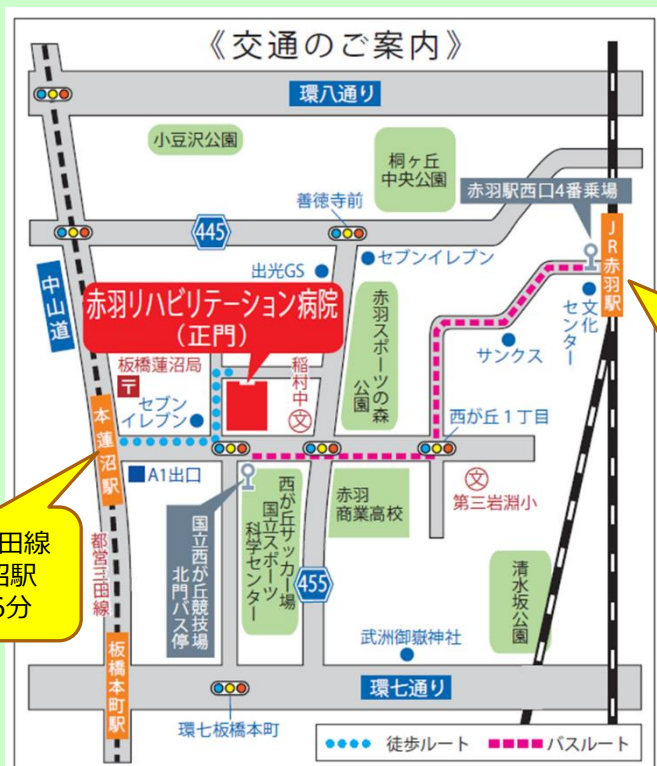 《交通のご案内》
環八通り
小豆沢公園
桐ヶ丘
中央公園
赤羽駅西口4番乗場
善徳寺前
445
セブンイレブン
出光GS
JR赤羽駅
中山道
赤羽リハビリテーション病院
(正門)
赤羽スポーツの森
公園
文化
センター
サンクス
板橋蓮沼局
〒
稲村中
文
セブン
イレブン
西が丘1丁目
本蓮沼駅
A1出口
文
第三岩淵小
国立西が丘競技場
北門バス停
西が丘サッカー場
国立スポーツ
科学センター
赤羽
商業高校
田線
沼駅
分
都営三田線
455
清水坂公園
武洲御嶽神社
板橋本町駅
環七通り
環七板橋本町
徒歩ルート
バスルート